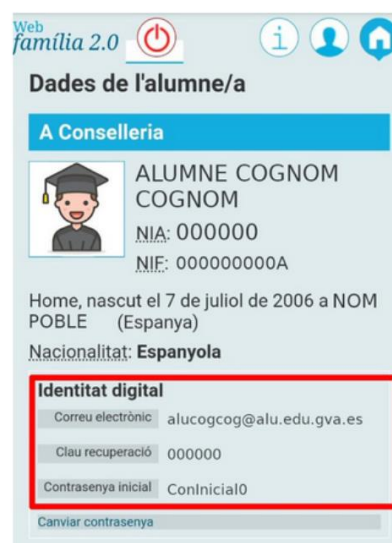 Web
família 2.0
Dades de l'alumne/a
A Conselleria
ALUMNE COGNOM
COGNOM
NIA: 000000
NIF: 000000000A
Home, nascut el 7 de juliol de 2006 a NOM
POBLE (Espanya)
Nacionalitat: Espanyola
Identitat digital
Correu electrònic alucogcog@alu.edu.gva.es
Clau recuperació 000000
Contrasenya inicial ConInicial0
Canviar contrasenya